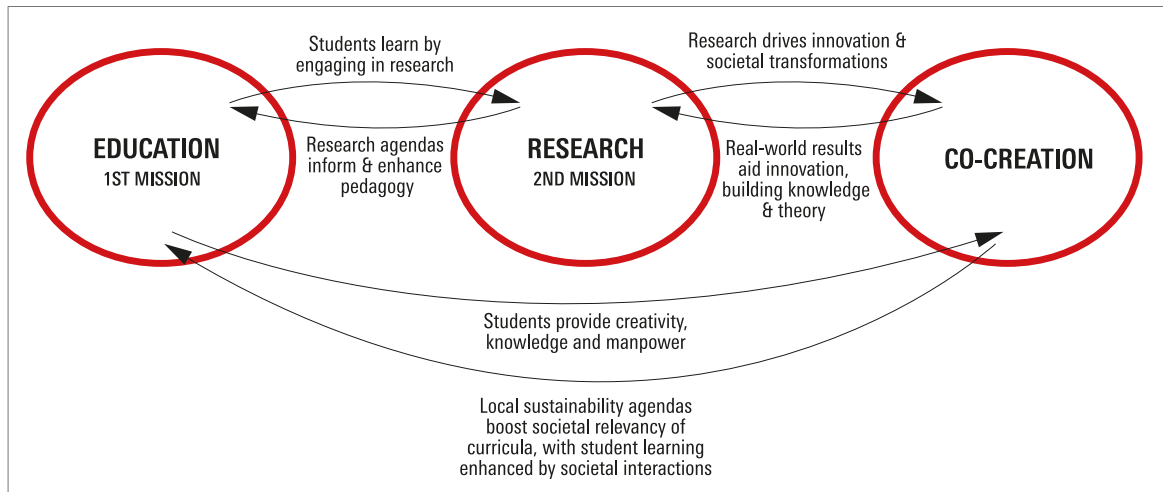 Students learn by
engaging in research
Research drives innovation &
societal transformations
EDUCATION
1ST MISSION
Research agendas
inform & enhance
pedagogy
RESEARCH
2ND MISSION
Real-world results
aid innovation,
building knowledge
& theory
CO-CREATION
Students provide creativity,
knowledge and manpower
Local sustainability agendas
boost societal relevancy of
curricula, with student learning
enhanced by societal interactions